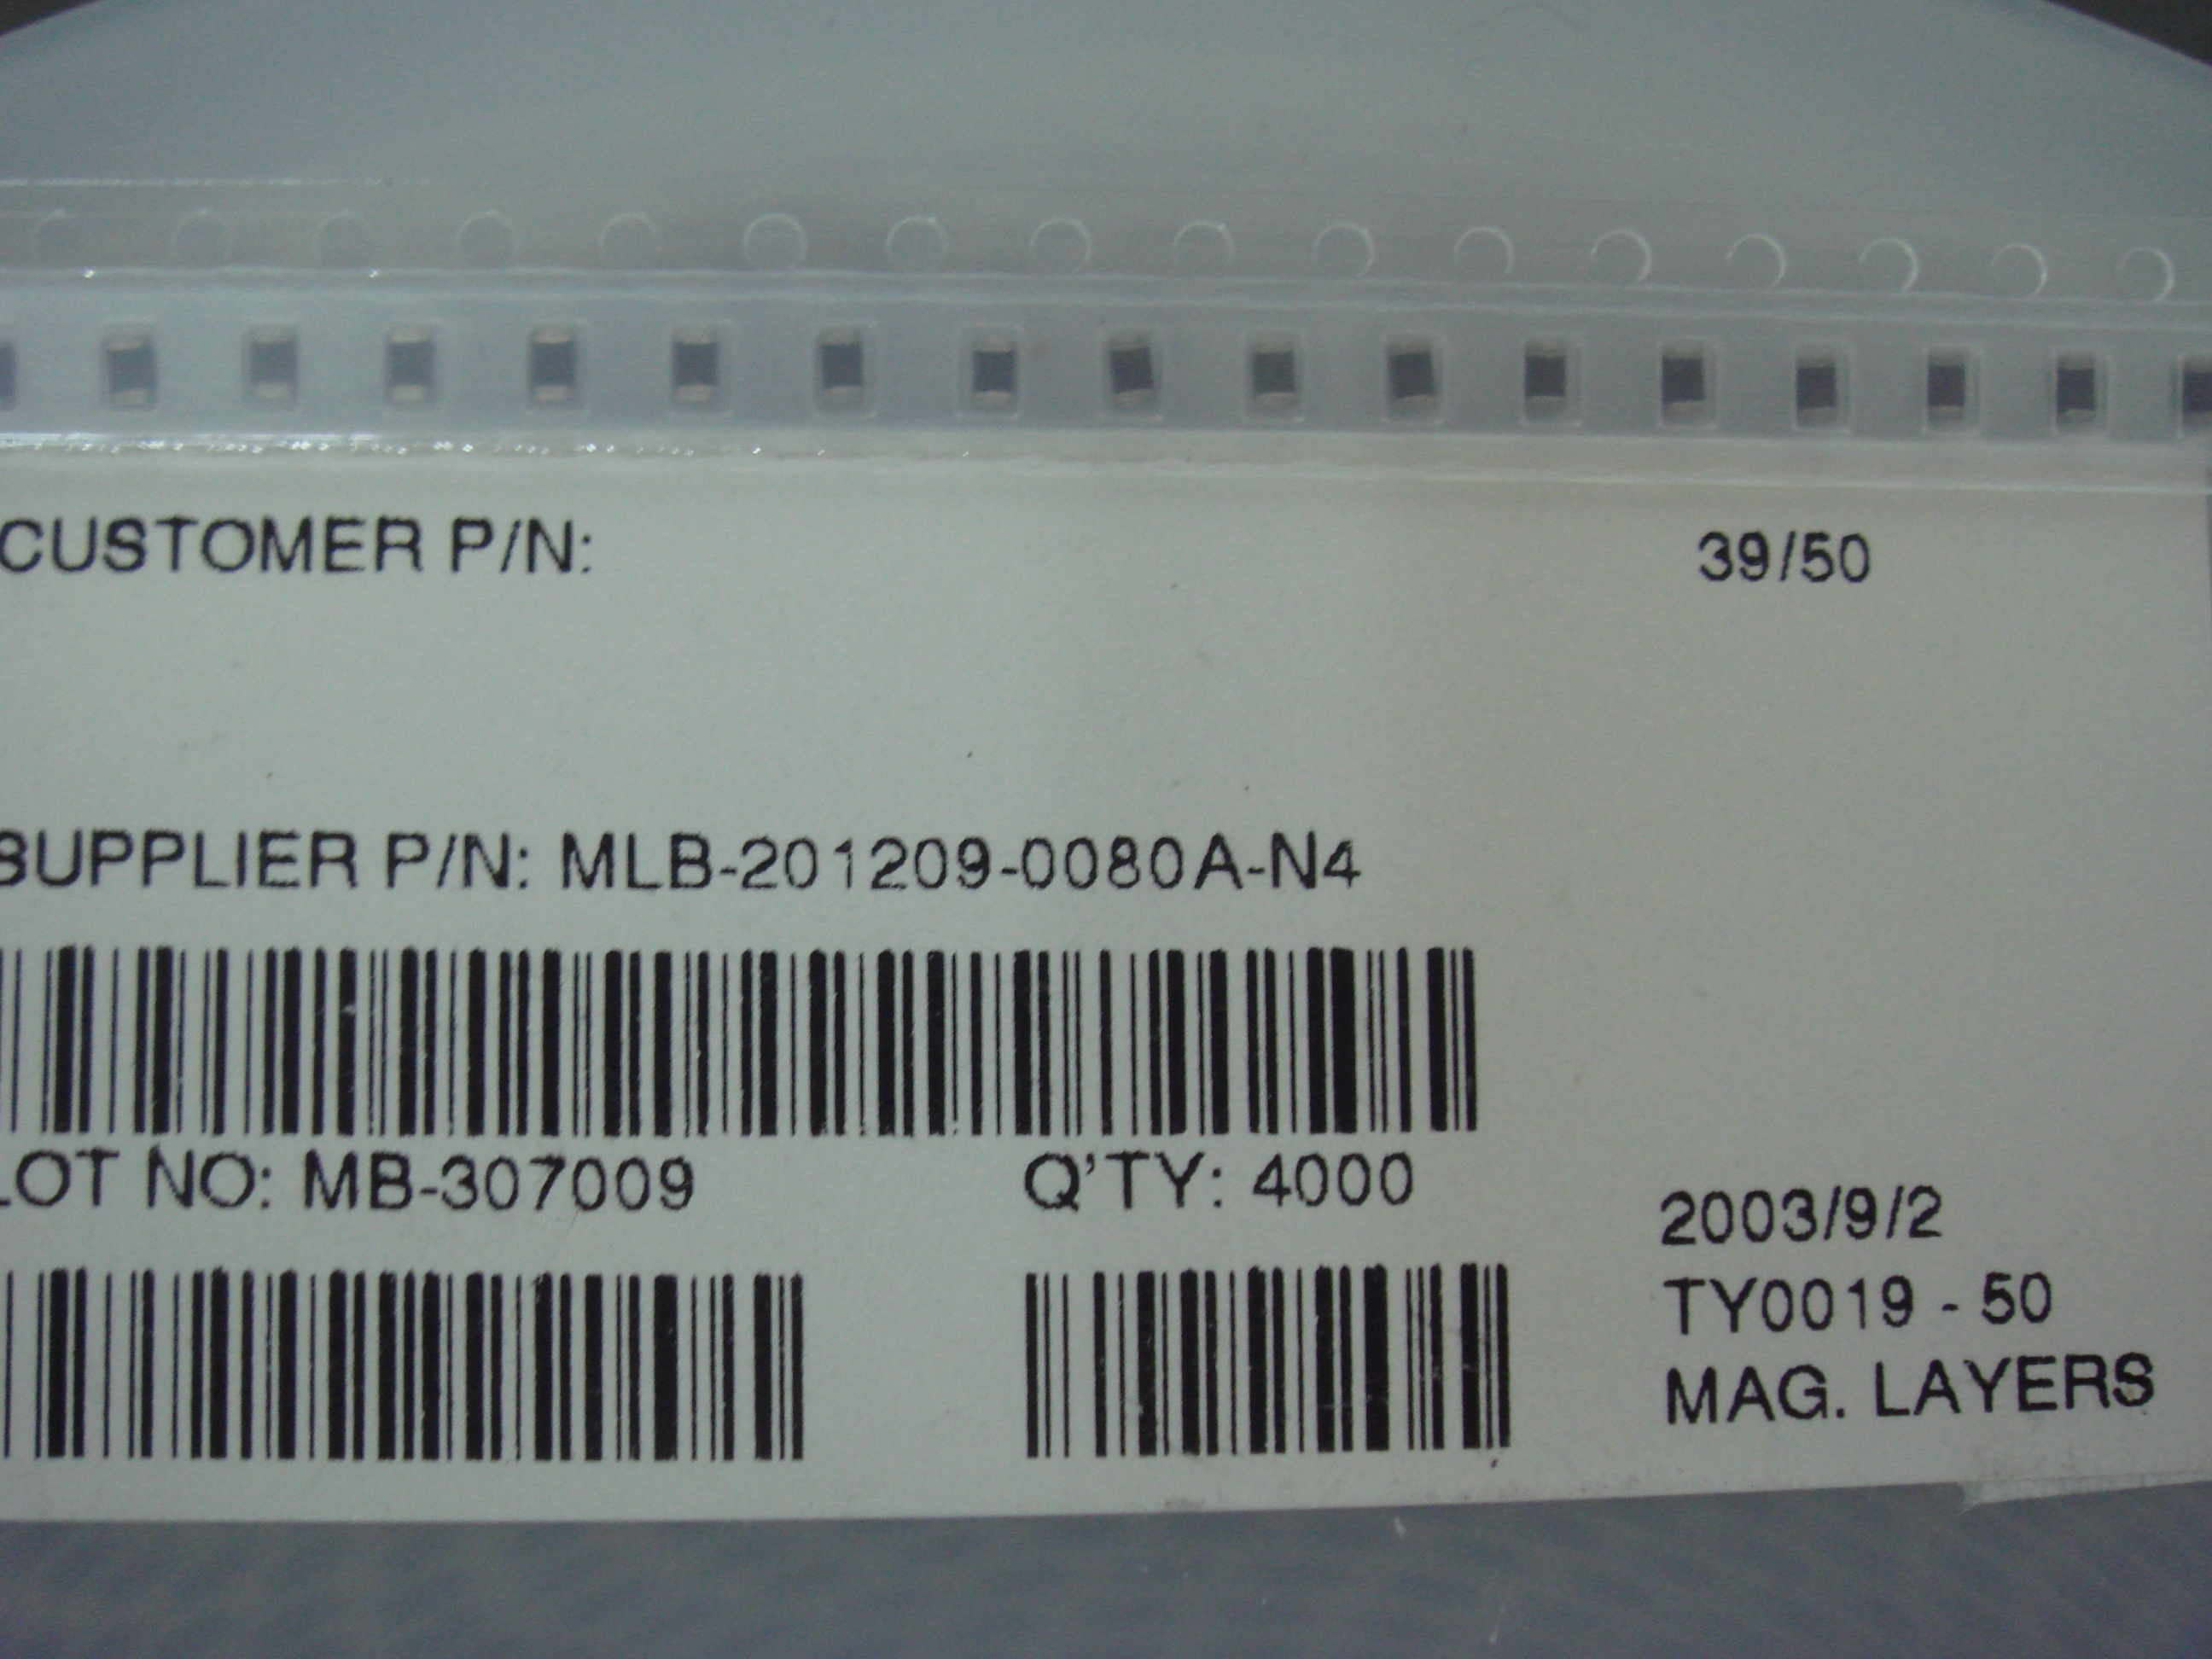 CUSTOMER P/N: 39/50
SUPPLIER P/N: MLB-201209-0080A-N4
LOT NO: MB-307009 Q'TY: 4000
2003/9/2
TY0019 - 50
MAG. LAYERS